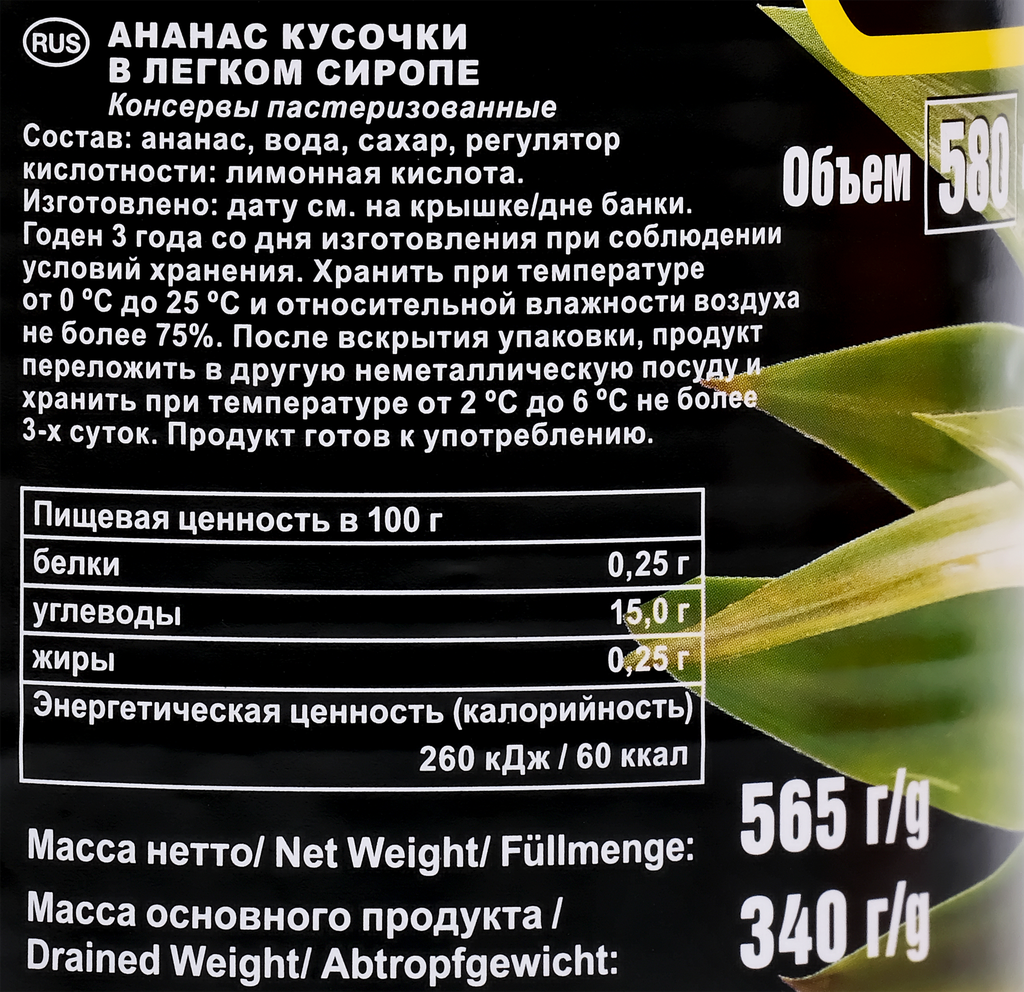 RUS АНАНАС КУСОЧКИ
В ЛЕГКОМ СИРОПЕ
Консервы пастеризованные
Состав: ананас, вода, сахар, регулятор
кислотности: лимонная кислота.
Изготовлено: дату см. на крышке/дне банки.
Годен 3 года со дня изготовления при соблюдении
условий хранения. Хранить при температуре
от 0 ºС до 25 ºС и относительной влажности воздуха
не более 75%. После вскрытия упаковки, продукт
переложить в другую неметаллическую посуду и
хранить при температуре от 2 ºС до 6 ºС не более
3-х суток. Продукт готов к употреблению.
Объем 580
Пищевая ценность в 100 г
белки 0,25 г
углеводы 15,0 г
жиры 0,25 г
Энергетическая ценность (калорийность)
260 кДж / 60 ккал
Масса нетто/ Net Weight/ Füllmenge: 565 г/g
Масса основного продукта /
Drained Weight/ Abtropfgewicht: 340 г/g